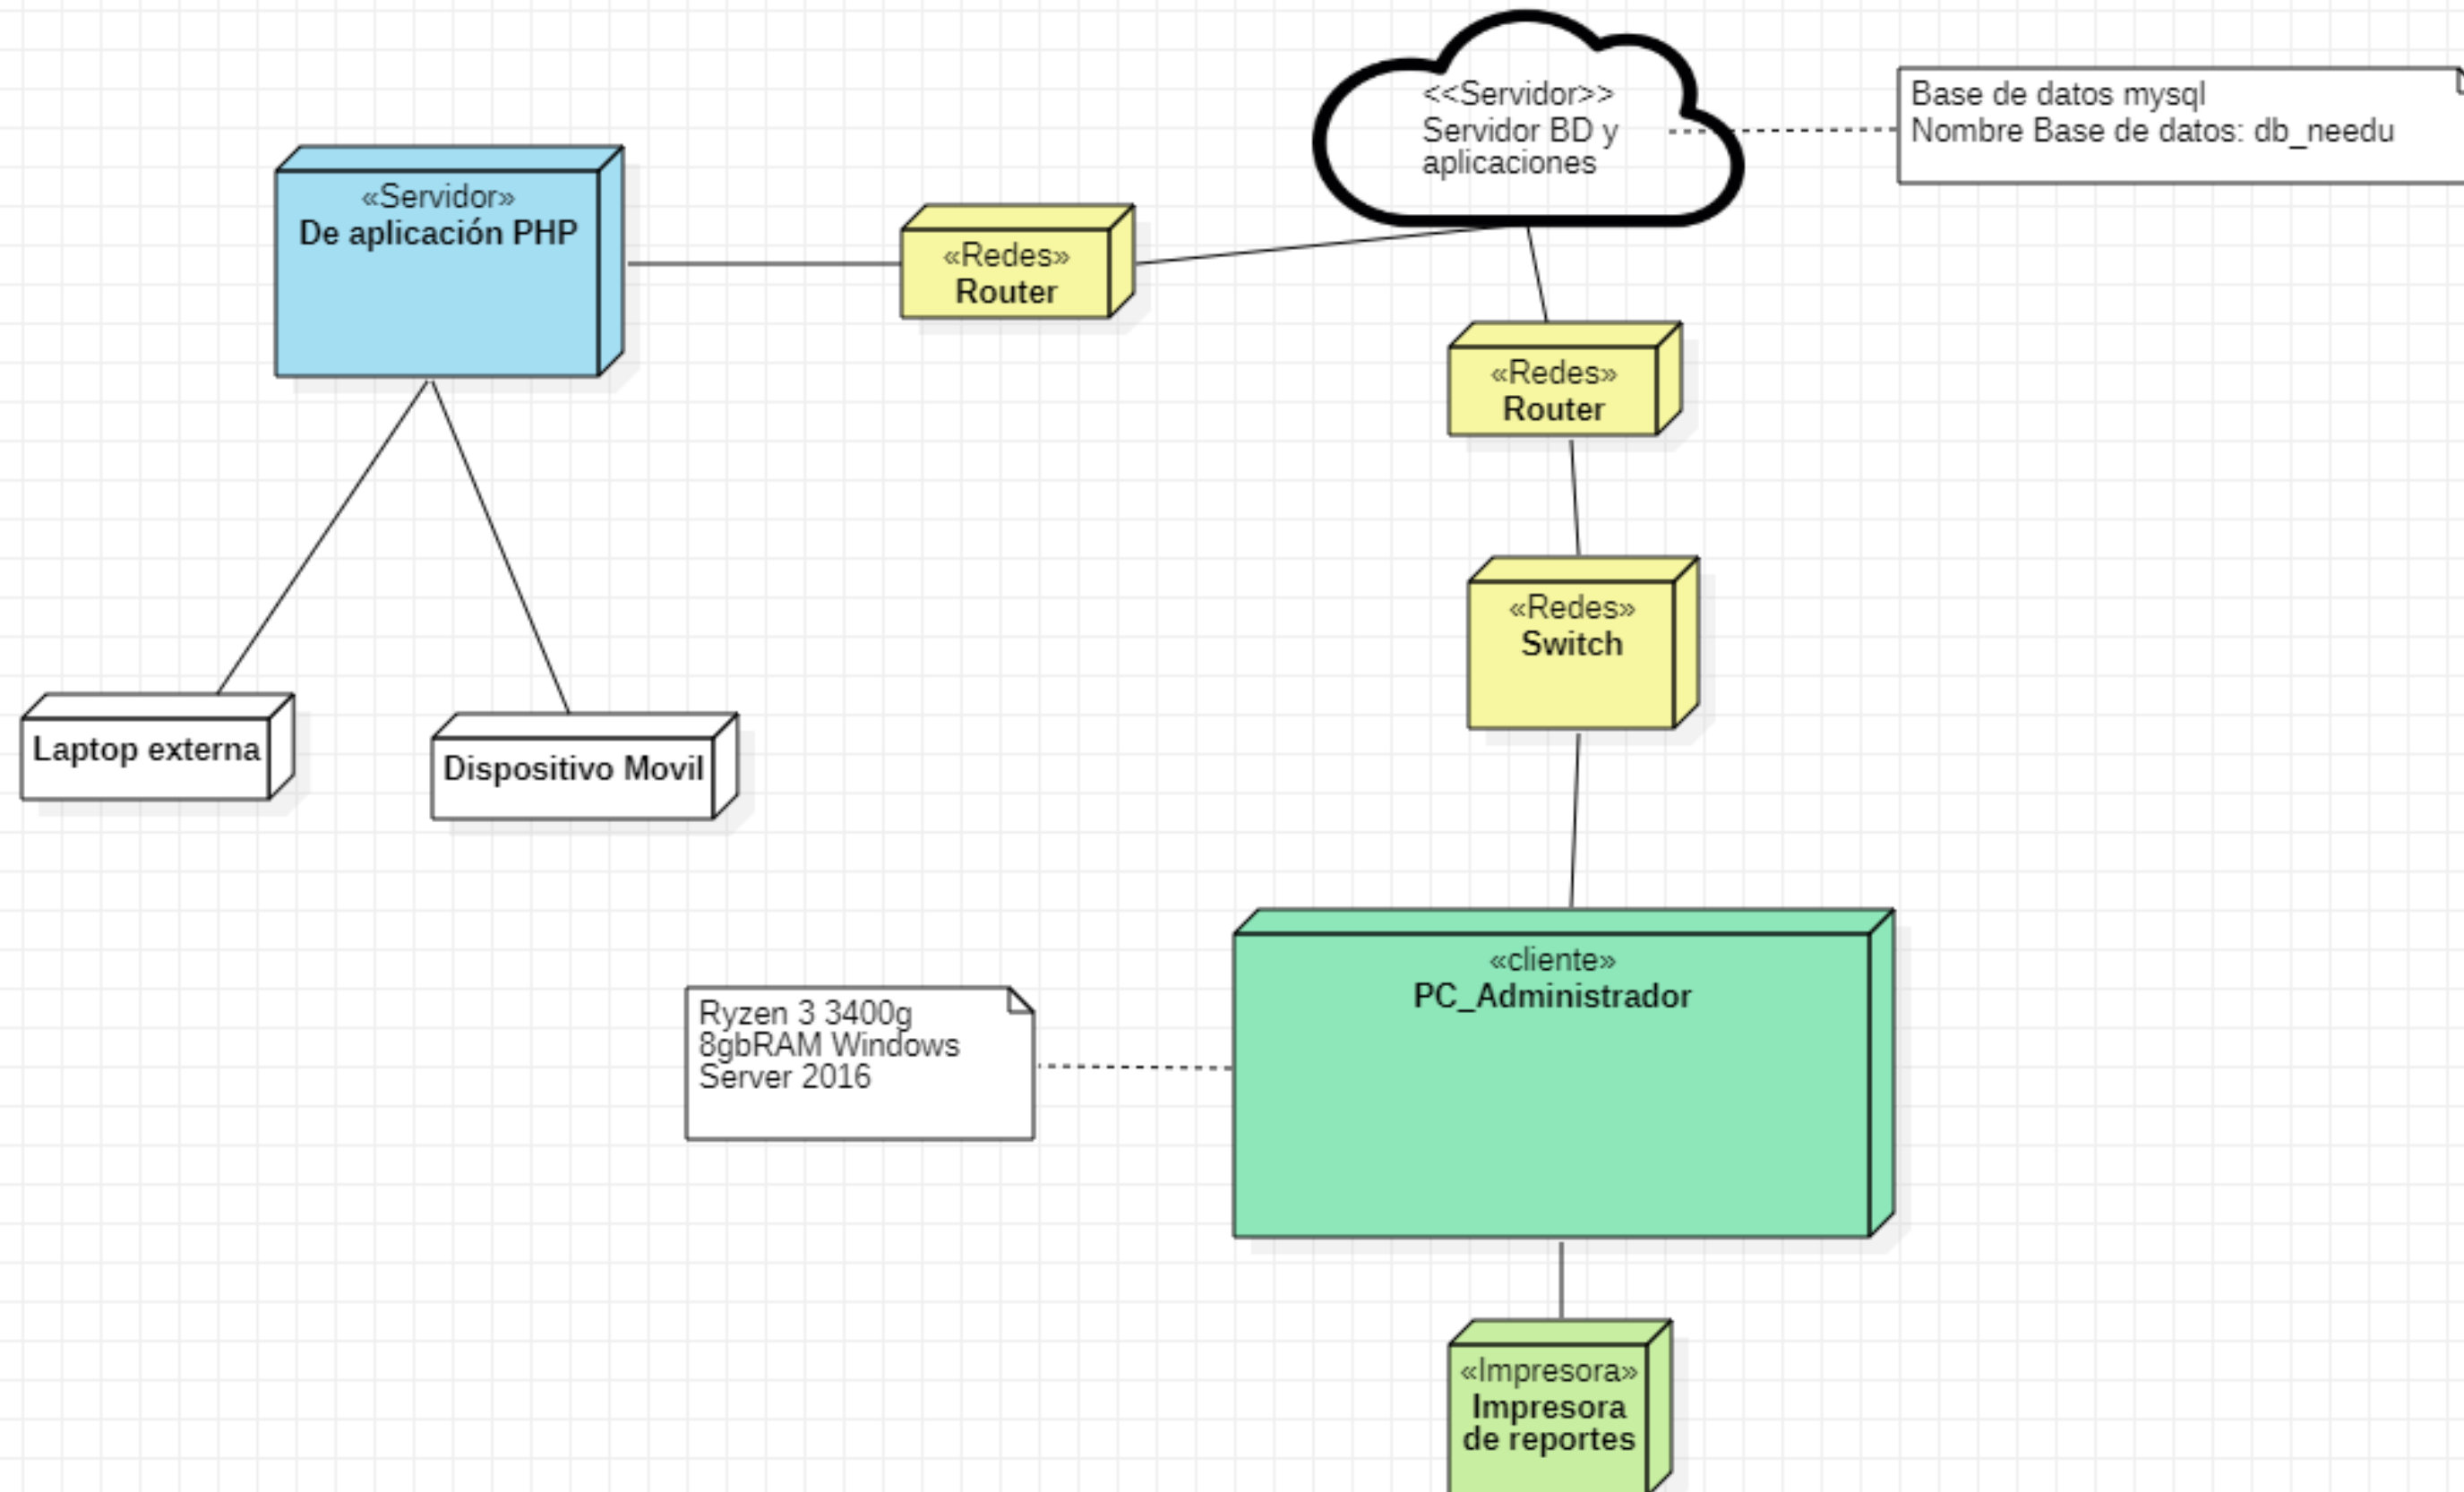 <<Servidor>>
Servidor BD y
aplicaciones
Base de datos mysql
Nombre Base de datos: db_needu
«Servidor»
De aplicación PHP
«Redes»
Router
«Redes»
Router
«Redes»
Switch
Laptop externa
Dispositivo Movil
«cliente»
PC_Administrador
Ryzen 3 3400g
8gbRAM Windows
Server 2016
«Impresora»
Impresora
de reportes